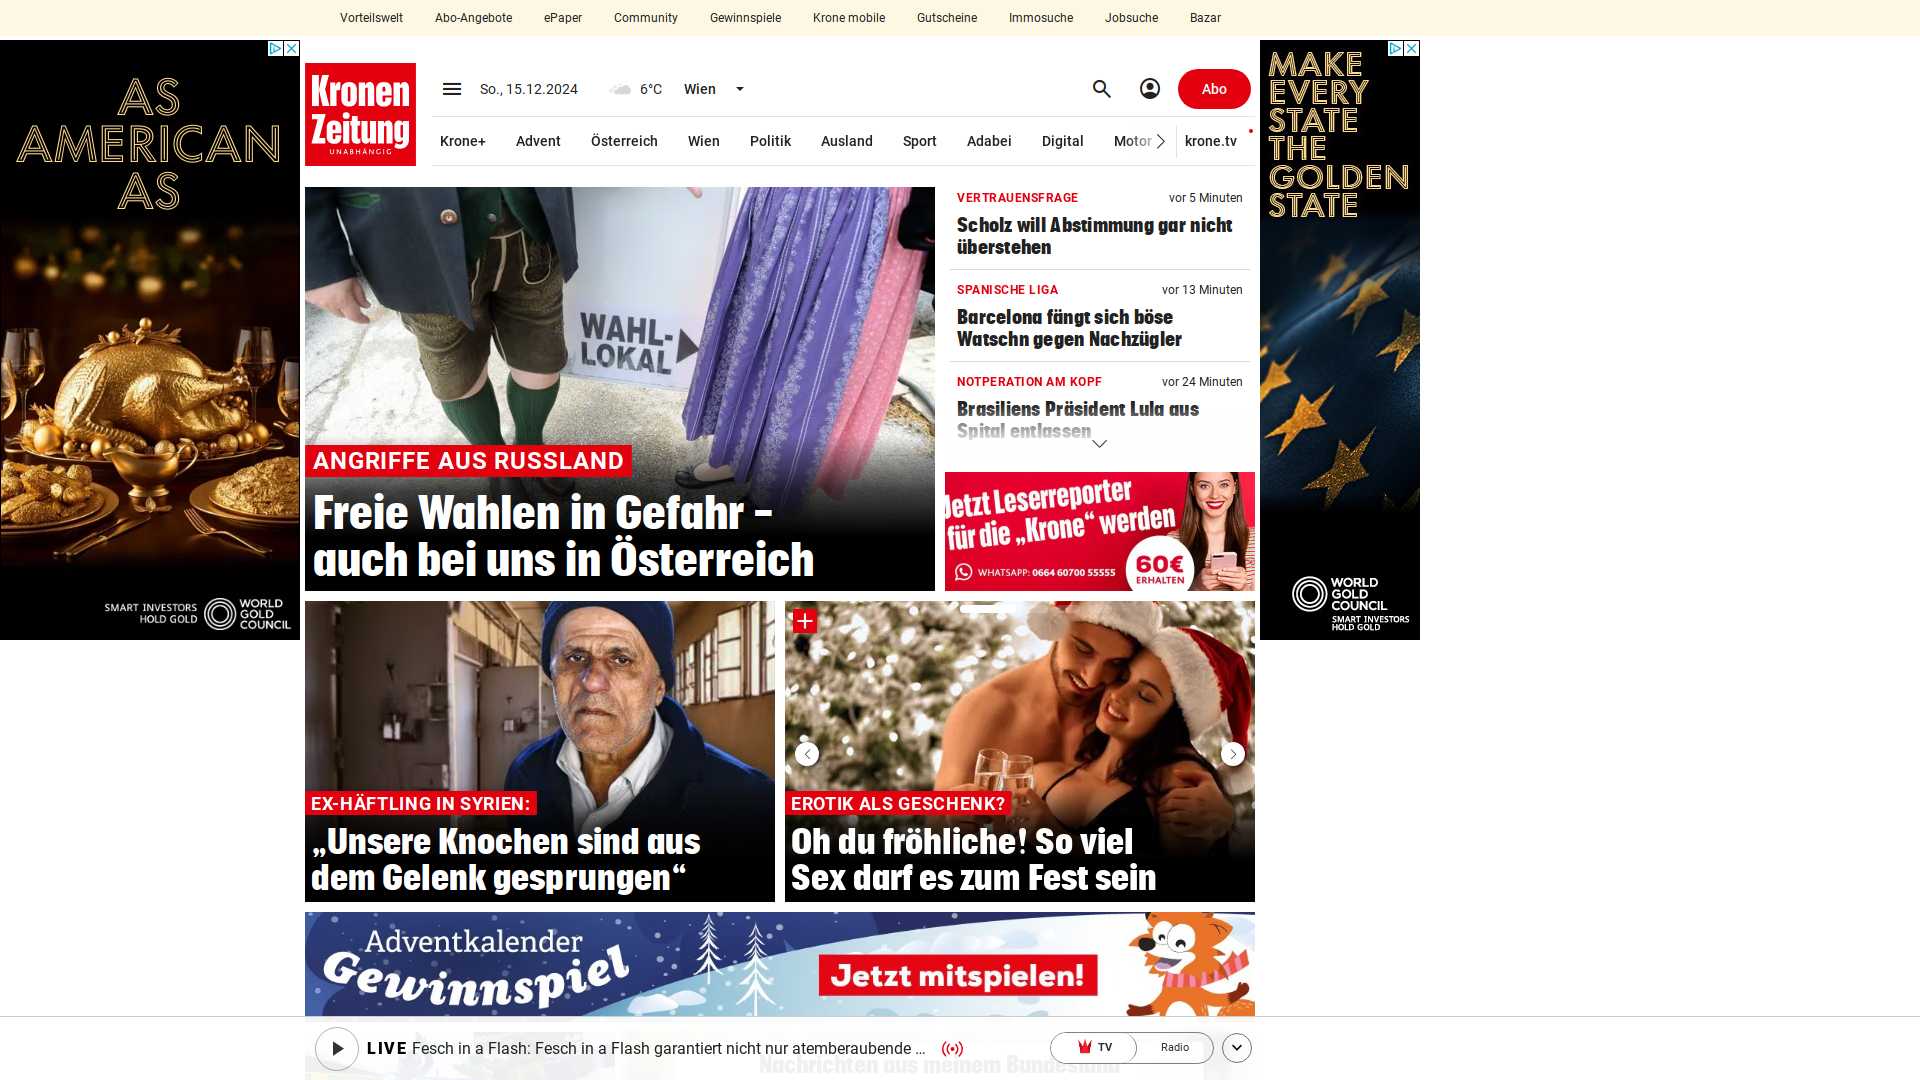 Vorteilswelt
Abo-Angebote
ePaper
Community
Gewinnspiele
Krone mobile
Gutscheine
Immosuche
Jobsuche
Bazar
AS
AMERICAN
AS
SMART INVESTORS
HOLD GOLD
WORLD
GOLD
COUNCIL
Kronen
Zeitung
UNABHÄNGIG
So., 15.12.2024
6°C
Wien
Abo
Krone+
Advent
Österreich
Wien
Politik
Ausland
Sport
Adabei
Digital
Motor
krone.tv
WAHL-
LOKAL
ANGRIFFE AUS RUSSLAND
Freie Wahlen in Gefahr –
auch bei uns in Österreich
VERTRAUENSFRAGE
vor 5 Minuten
Scholz will Abstimmung gar nicht
überstehen
SPANISCHE LIGA
vor 13 Minuten
Barcelona fängt sich böse
Watschn gegen Nachzügler
NOTPERATION AM KOPF
vor 24 Minuten
Brasiliens Präsident Lula aus
Spital entlassen
Jetzt Leserreporter
für die „Krone“ werden
WHATSAPP: 0664 60700 55555
60€
ERHALTEN
EX-HÄFTLING IN SYRIEN:
„Unsere Knochen sind aus
dem Gelenk gesprungen“
EROTIK ALS GESCHENK?
Oh du fröhliche! So viel
Sex darf es zum Fest sein
Adventkalender
Gewinnspiel
Jetzt mitspielen!
LIVE Fesch in a Flash: Fesch in a Flash garantiert nicht nur atemberaubende ...
TV
Radio
Nachrichten aus meinem Bundesland
MAKE
EVERY
STATE
THE
GOLDEN
STATE
WORLD
GOLD
COUNCIL
SMART INVESTORS
HOLD GOLD